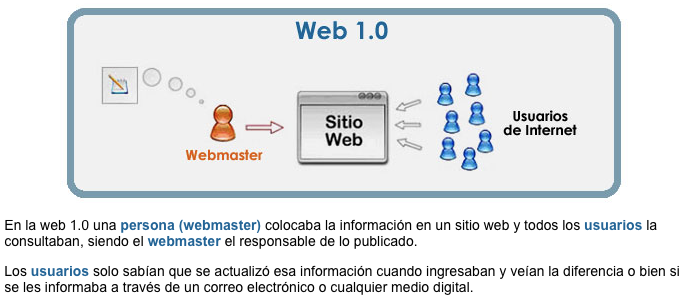 Web 1.0
Sitio
Web
Usuarios
de Internet
Webmaster
En la web 1.0 una persona (webmaster) colocaba la información en un sitio web y todos los usuarios la
consultaban, siendo el webmaster el responsable de lo publicado.
Los usuarios solo sabían que se actualizó esa información cuando ingresaban y veían la diferencia o bien si
se les informaba a través de un correo electrónico o cualquier medio digital.